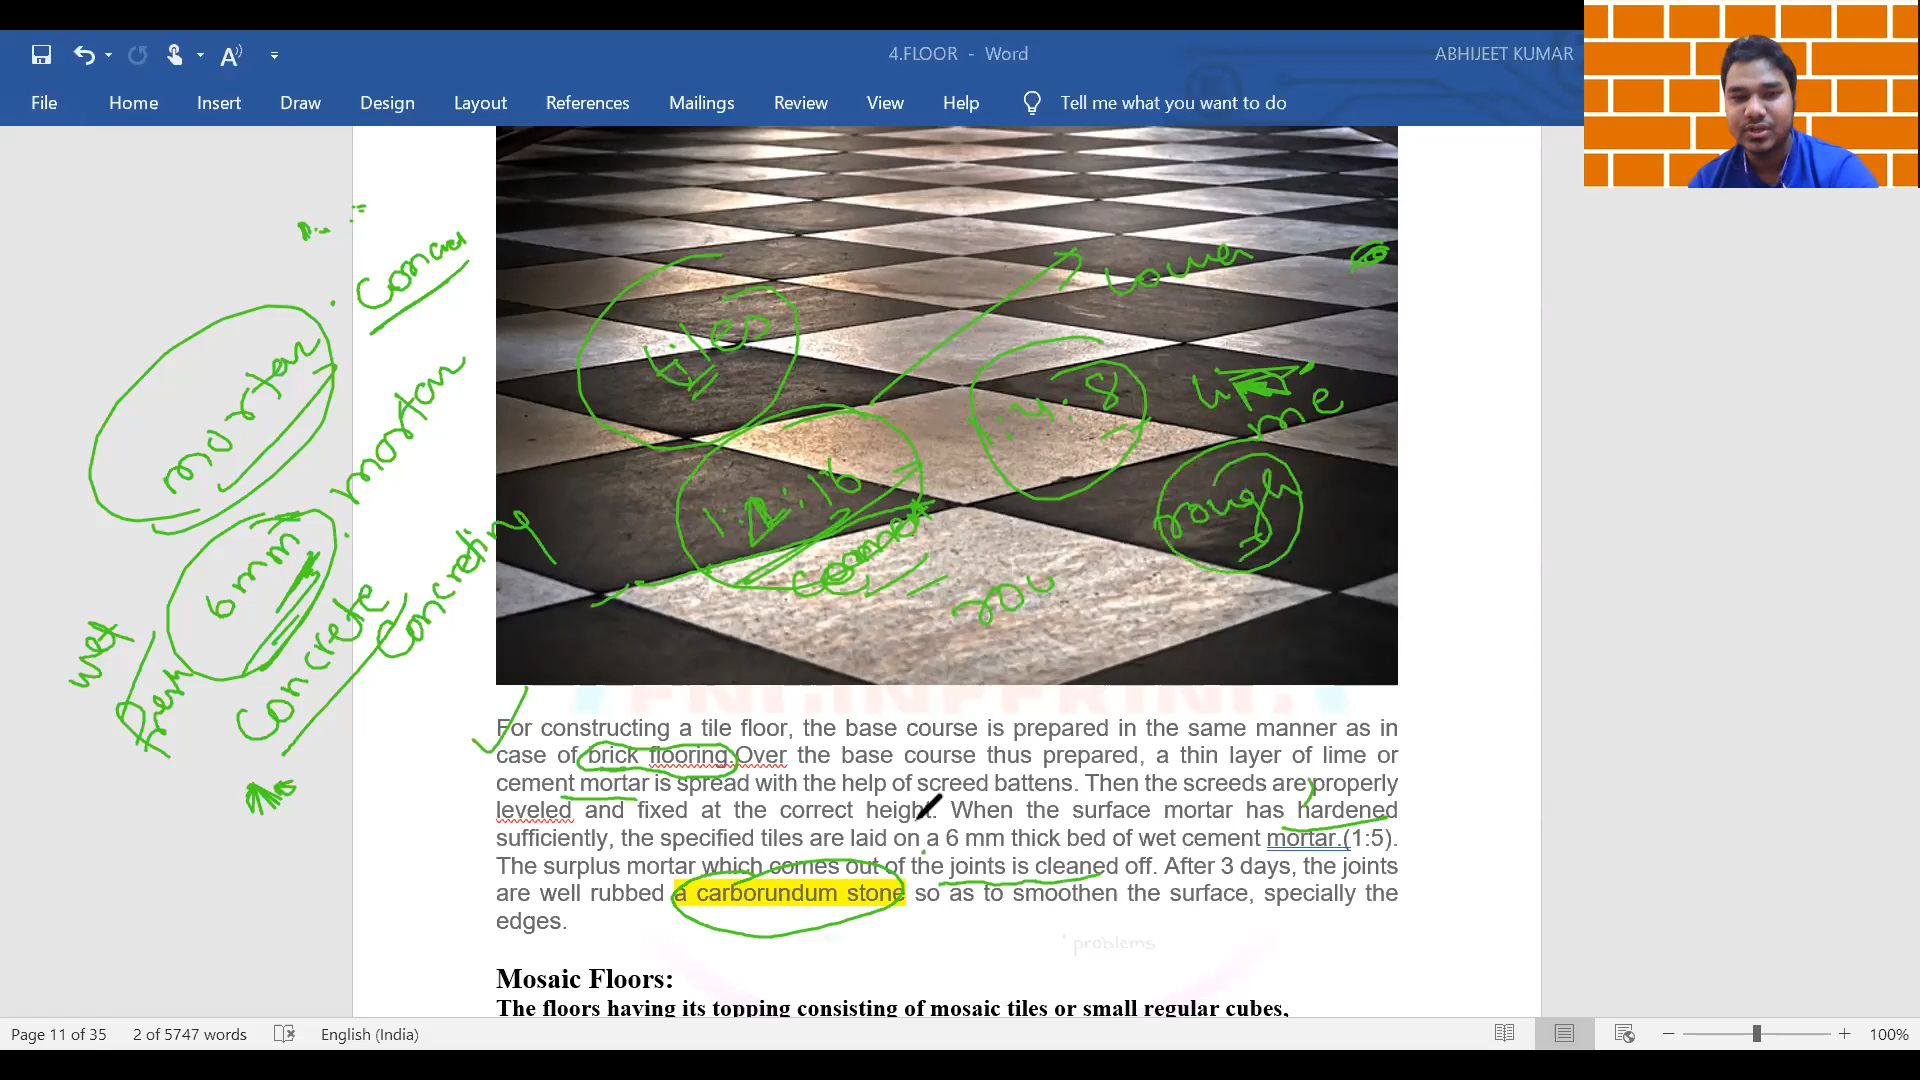 4.FLOOR - Word
ABHIJEET KUMAR
File Home Insert Draw Design Layout References Mailings Review View Help Tell me what you want to do
Lower
tiles
4:8
me
rough
1:2:16
rou
mortar
mortar
6mm
Concreting
Concrete
wet
Fresh
For constructing a tile floor, the base course is prepared in the same manner as in
case of brick flooring.Over the base course thus prepared, a thin layer of lime or
cement mortar is spread with the help of screed battens. Then the screeds are properly
leveled and fixed at the correct height. When the surface mortar has hardened
sufficiently, the specified tiles are laid on a 6 mm thick bed of wet cement mortar.(1:5).
The surplus mortar which comes out of the joints is cleaned off. After 3 days, the joints
are well rubbed a carborundum stone so as to smoothen the surface, specially the
edges.
problems
Mosaic Floors:
The floors having its topping consisting of mosaic tiles or small regular cubes,
Page 11 of 35 2 of 5747 words English (India) 100%